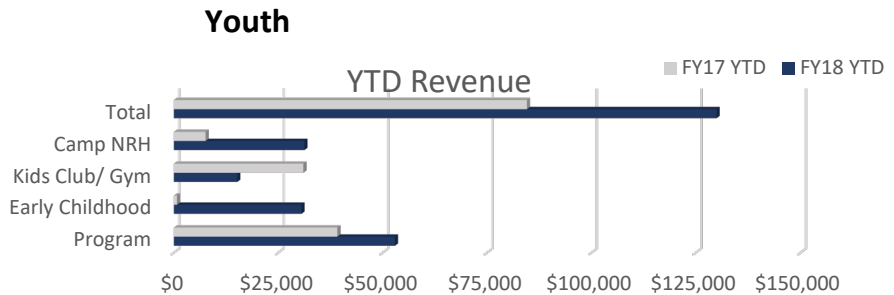 Youth
FY17 YTD FY18 YTD
YTD Revenue
Total
Camp NRH
Kids Club/ Gym
Early Childhood
Program
$0 $25,000 $50,000 $75,000 $100,000 $125,000 $150,000